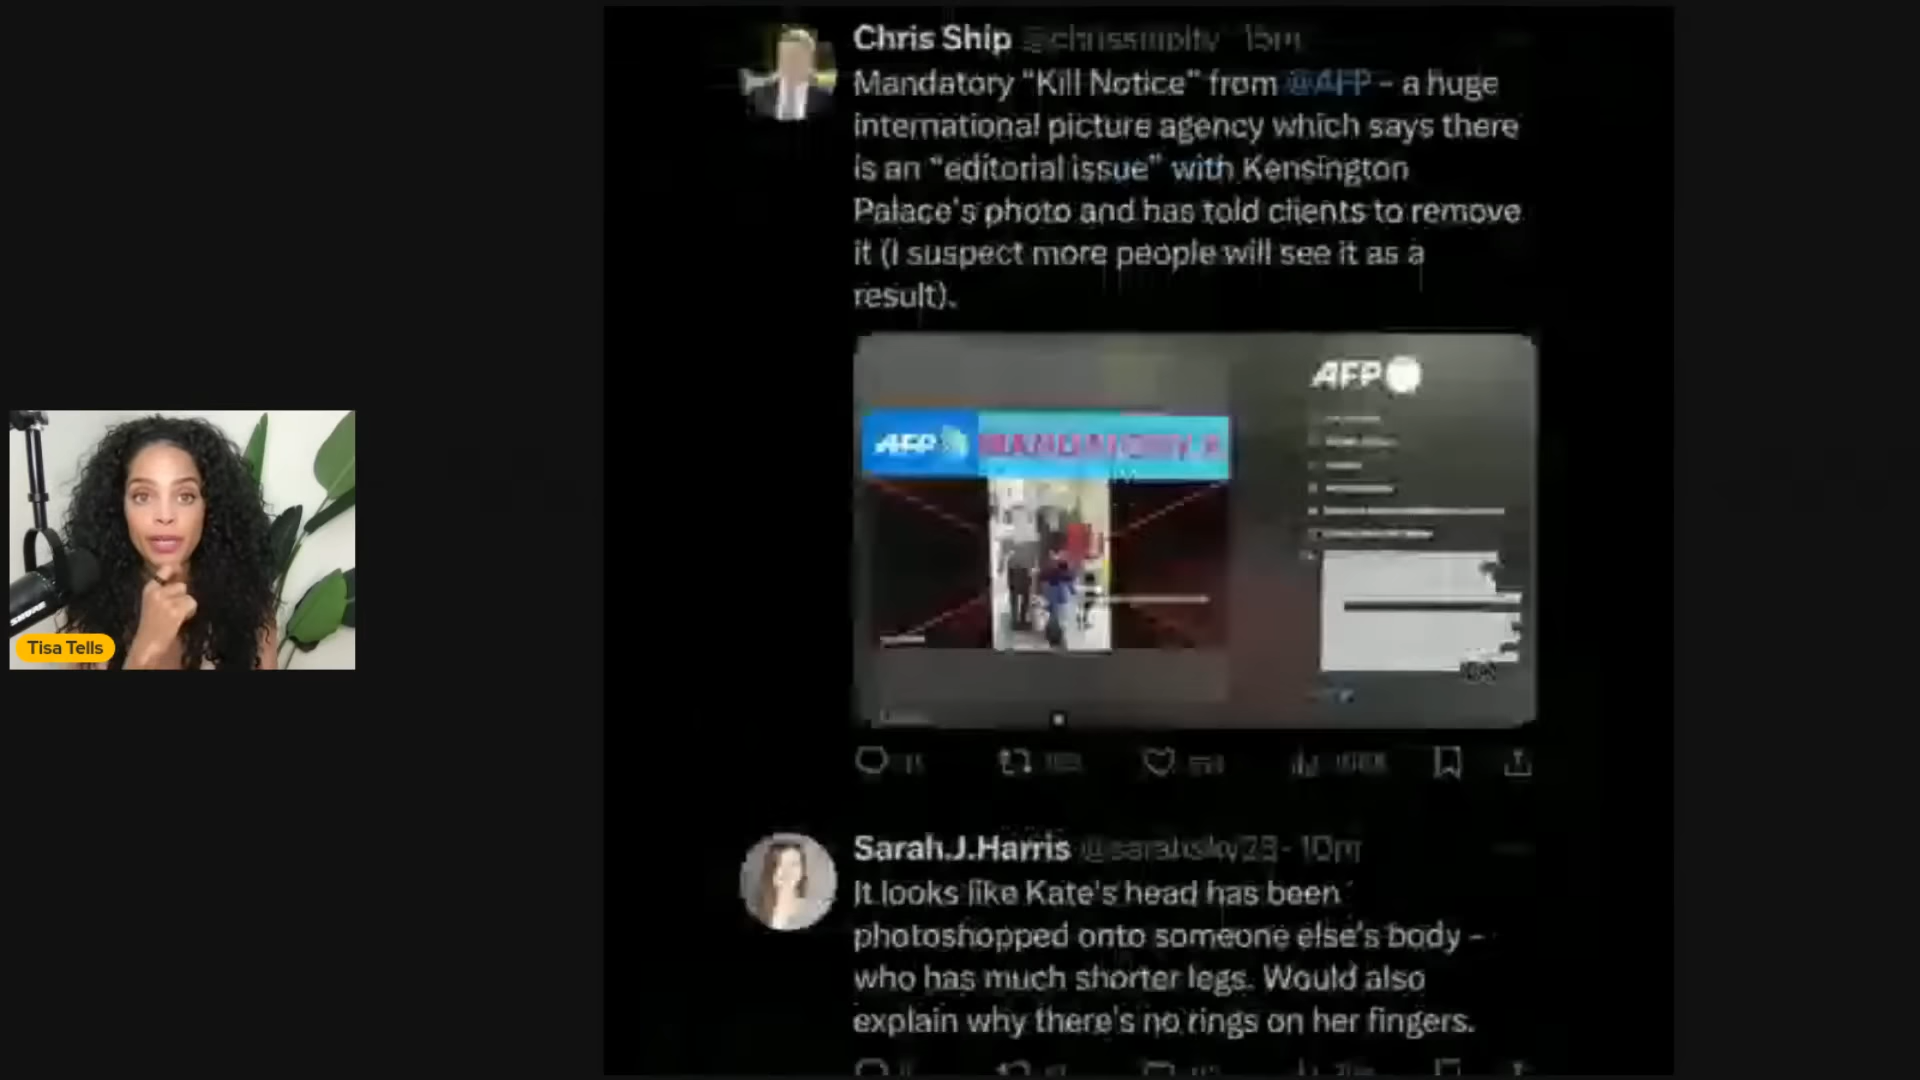 Chris Ship 15m
Mandatory "Kill Notice" from @AFP – a huge
international picture agency which says there
is an "editorial issue" with Kensington
Palace's photo and has told clients to remove
it (I suspect more people will see it as a
result).
AFP
AFP MANDATORY K
SHURE
Tisa Tells
Sarah.J.Harris @sarahsky23 · 10m
It looks like Kate's head has been
photoshopped onto someone else's body –
who has much shorter legs. Would also
explain why there's no rings on her fingers.